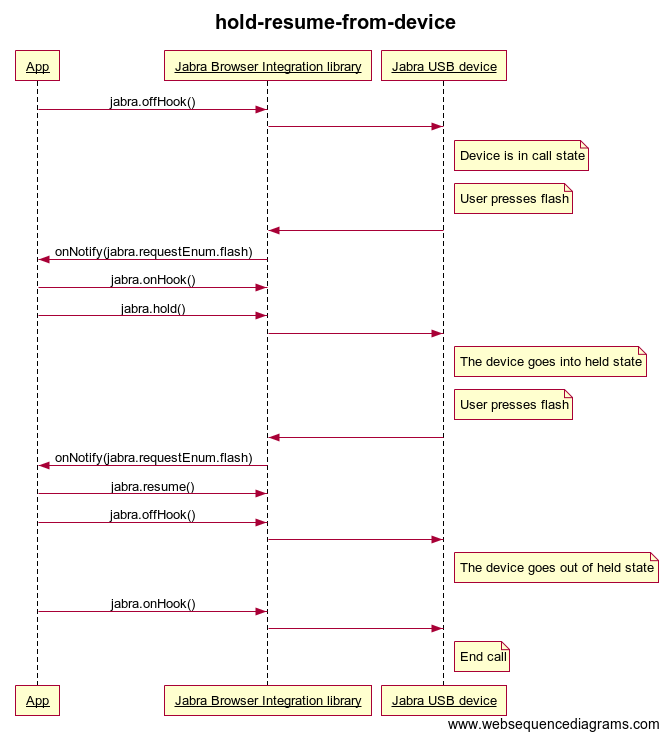 hold-resume-from-device
App
Jabra Browser Integration library
Jabra USB device
jabra.offHook()
Device is in call state
User presses flash
onNotify(jabra.requestEnum.flash)
jabra.onHook()
jabra.hold()
The device goes into held state
User presses flash
onNotify(jabra.requestEnum.flash)
jabra.resume()
jabra.offHook()
The device goes out of held state
jabra.onHook()
End call
App
Jabra Browser Integration library
Jabra USB device
www.websequencediagrams.com